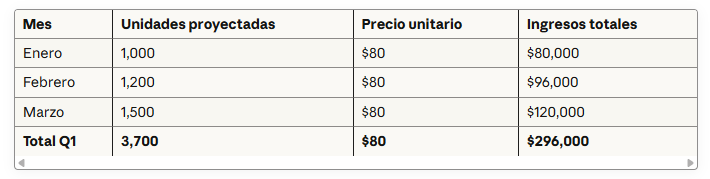 Mes Unidades proyectadas Precio unitario Ingresos totales
Enero 1,000 $80 $80,000
Febrero 1,200 $80 $96,000
Marzo 1,500 $80 $120,000
Total Q1 3,700 $80 $296,000